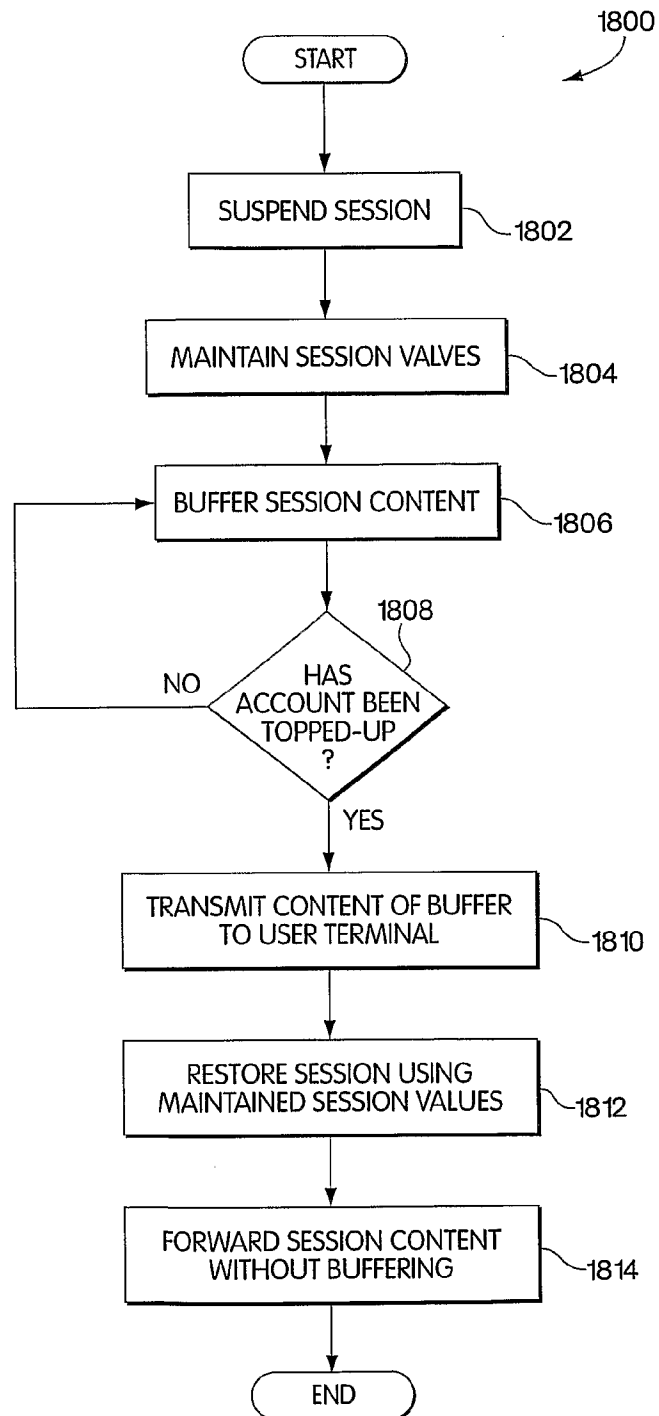 1800
START
SUSPEND SESSION
1802
MAINTAIN SESSION VALVES
1804
BUFFER SESSION CONTENT
1806
1808
HAS
ACCOUNT BEEN
TOPPED-UP
?
NO
YES
TRANSMIT CONTENT OF BUFFER
TO USER TERMINAL
1810
RESTORE SESSION USING
MAINTAINED SESSION VALUES
1812
FORWARD SESSION CONTENT
WITHOUT BUFFERING
1814
END